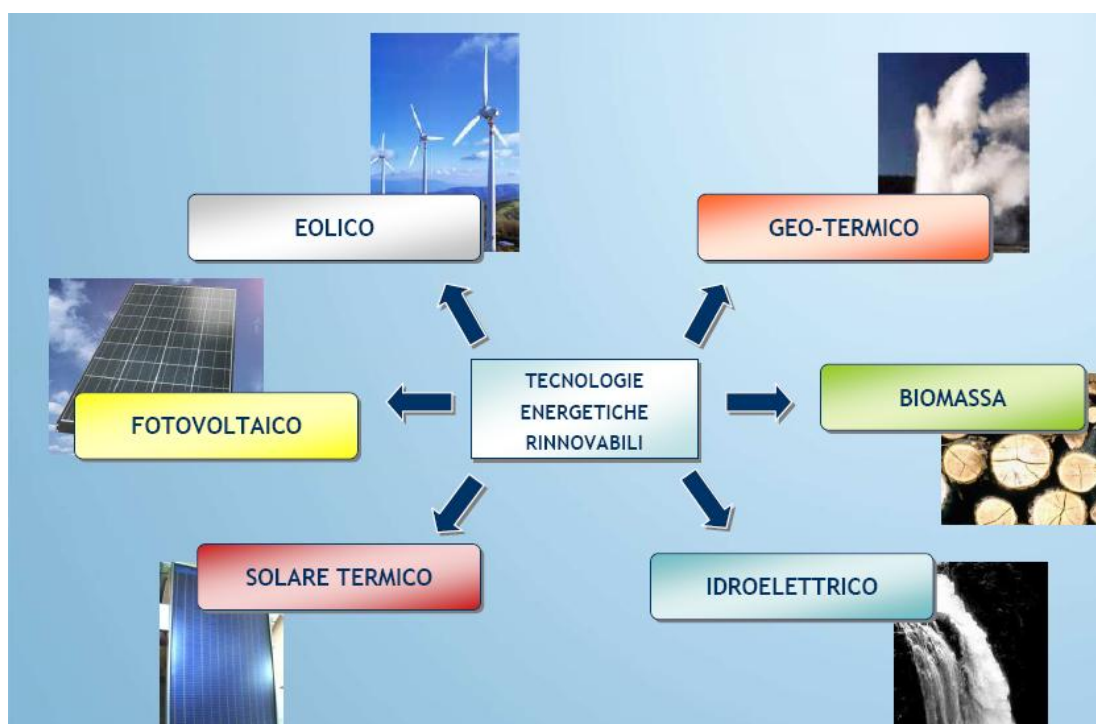 EOLICO
GEO-TERMICO
FOTOVOLTAICO
TECNOLOGIE
ENERGETICHE
RINNOVABILI
BIOMASSA
SOLARE TERMICO
IDROELETTRICO